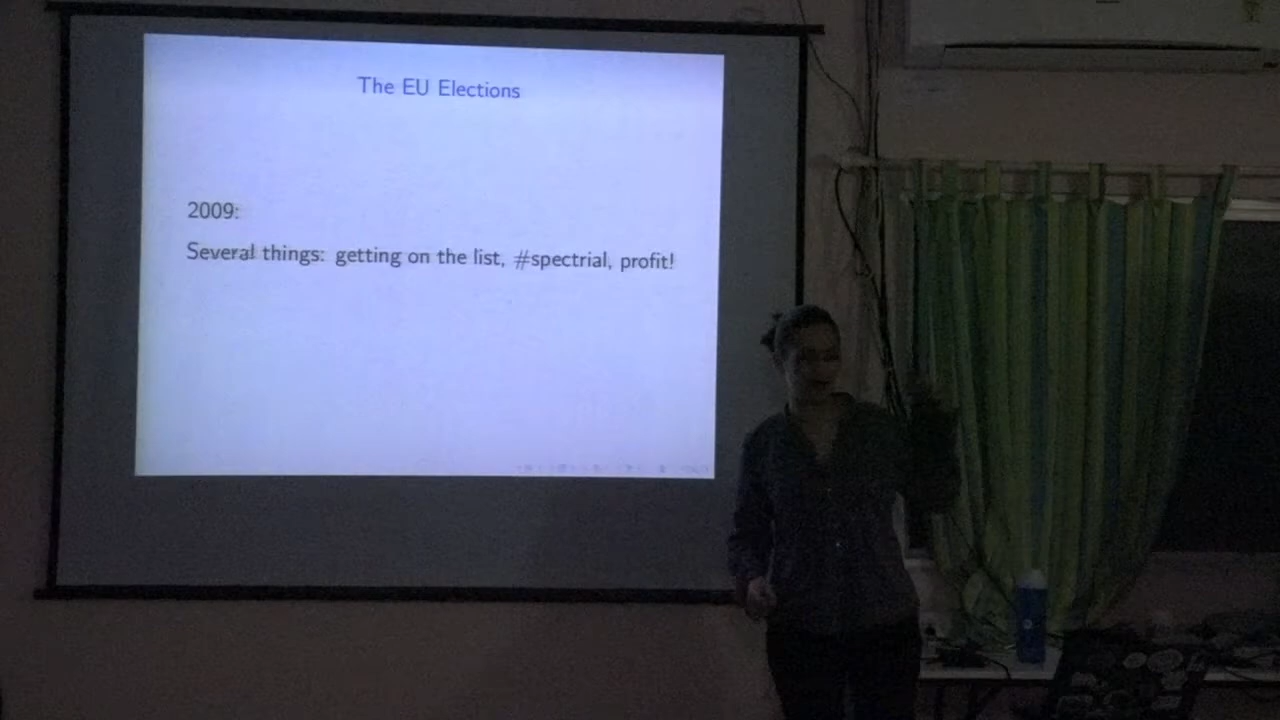 The EU Elections
2009:
Several things: getting on the list, #spectrial, profit!